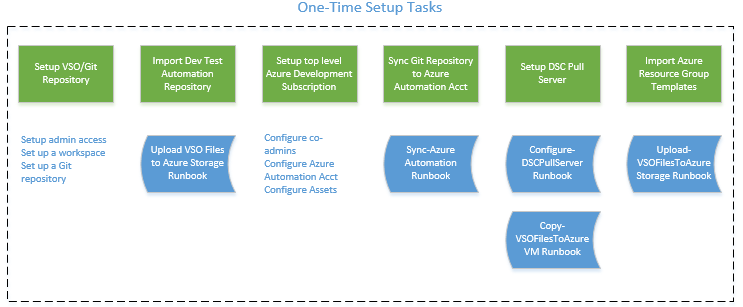 One-Time Setup Tasks
Setup VSO/Git
Repository
Import Dev Test
Automation
Repository
Setup top level
Azure Development
Subscription
Sync Git Repository
to Azure
Automation Acct
Setup DSC Pull
Server
Import Azure
Resource Group
Templates
Setup admin access
Set up a workspace
Set up a Git
repository
Upload VSO Files
to Azure Storage
Runbook
Configure co-
admins
Configure Azure
Automation Acct
Configure Assets
Sync-Azure
Automation
Runbook
Configure-
DSCPullServer
Runbook
Upload-
VSOFilesToAzure
Storage Runbook
Copy-
VSOFilesToAzure
VM Runbook